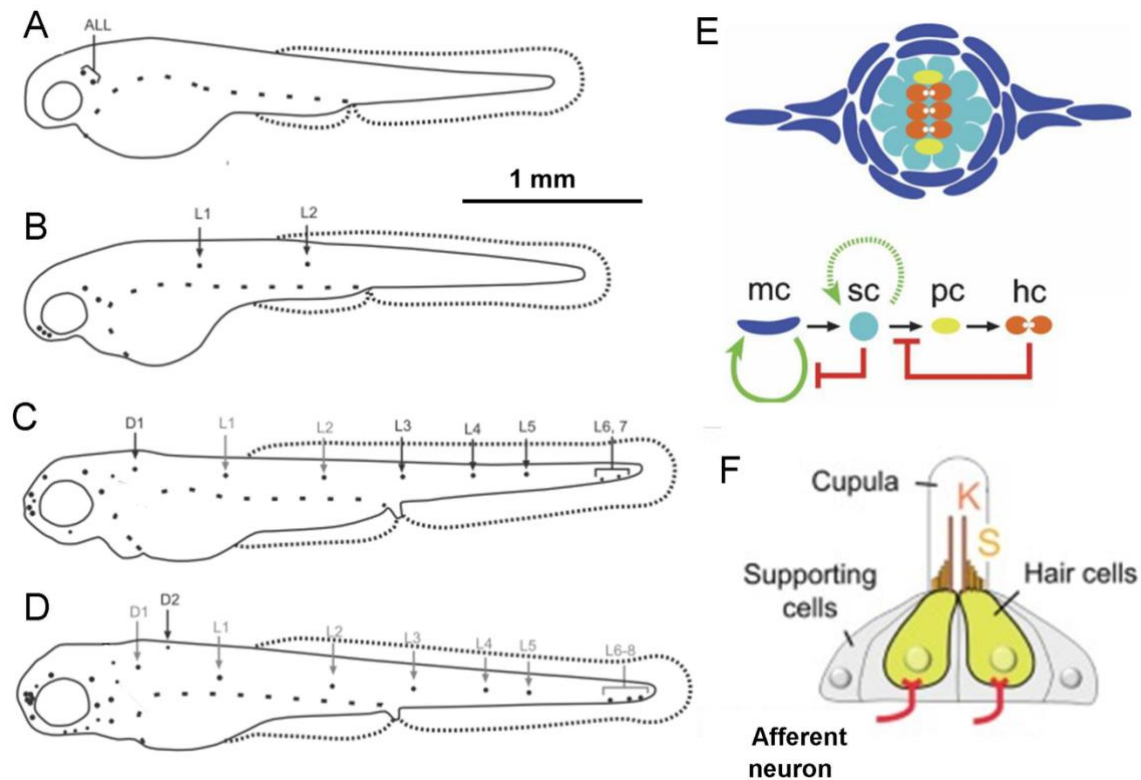 A
ALL
1 mm
B
L1
L2
C
D1
L1
L2
L3
L4
L5
L6, 7
D
D1
D2
L1
L2
L3
L4
L5
L6-8
E
mc
sc
pc
hc
F
Cupula
K
S
Supporting
cells
Hair cells
Afferent
neuron